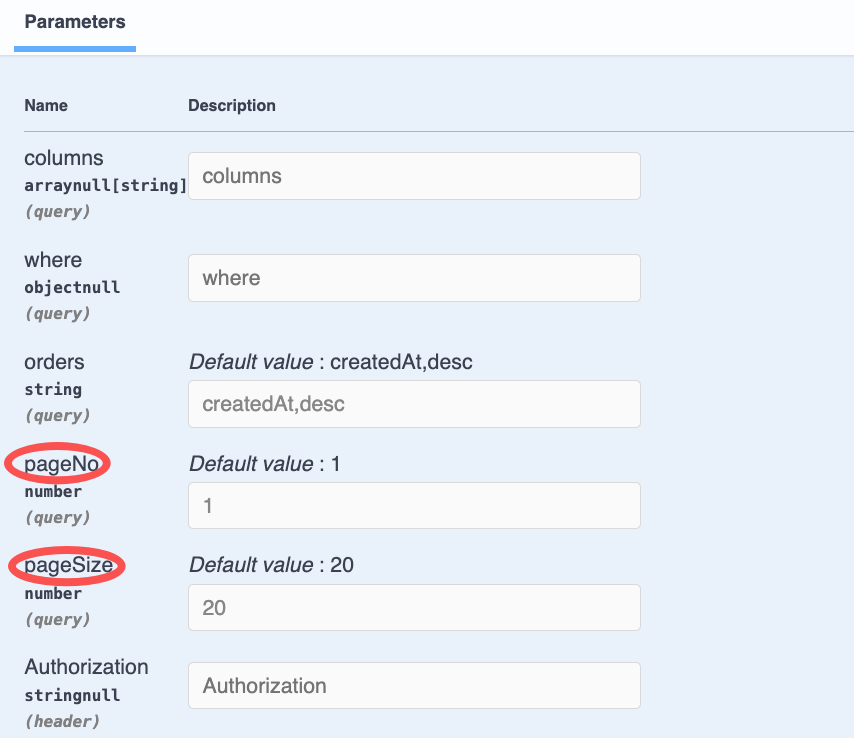 Parameters
Name Description
columns
arraynull[string]
(query)
columns
where
objectnull
(query)
where
orders
string
(query)
Default value : createdAt,desc
createdAt,desc
pageNo
number
(query)
Default value : 1
1
pageSize
number
(query)
Default value : 20
20
Authorization
stringnull
(header)
Authorization